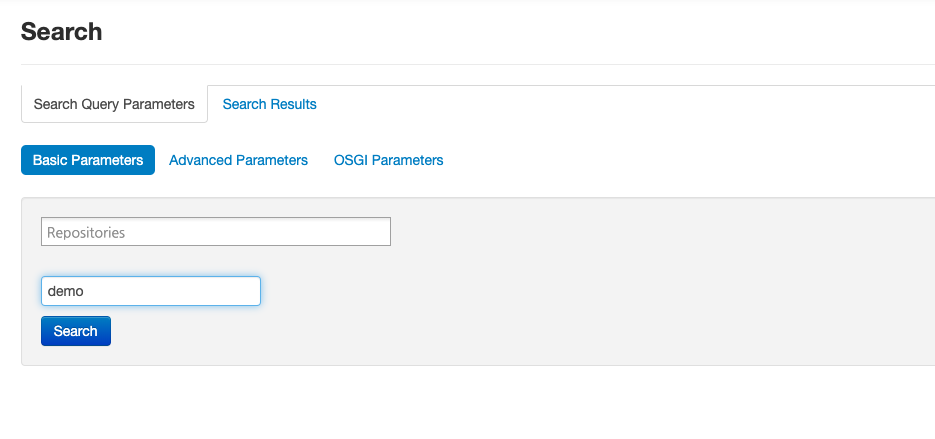 Search
Search Query Parameters Search Results
Basic Parameters Advanced Parameters OSGI Parameters
Repositories
demo
Search